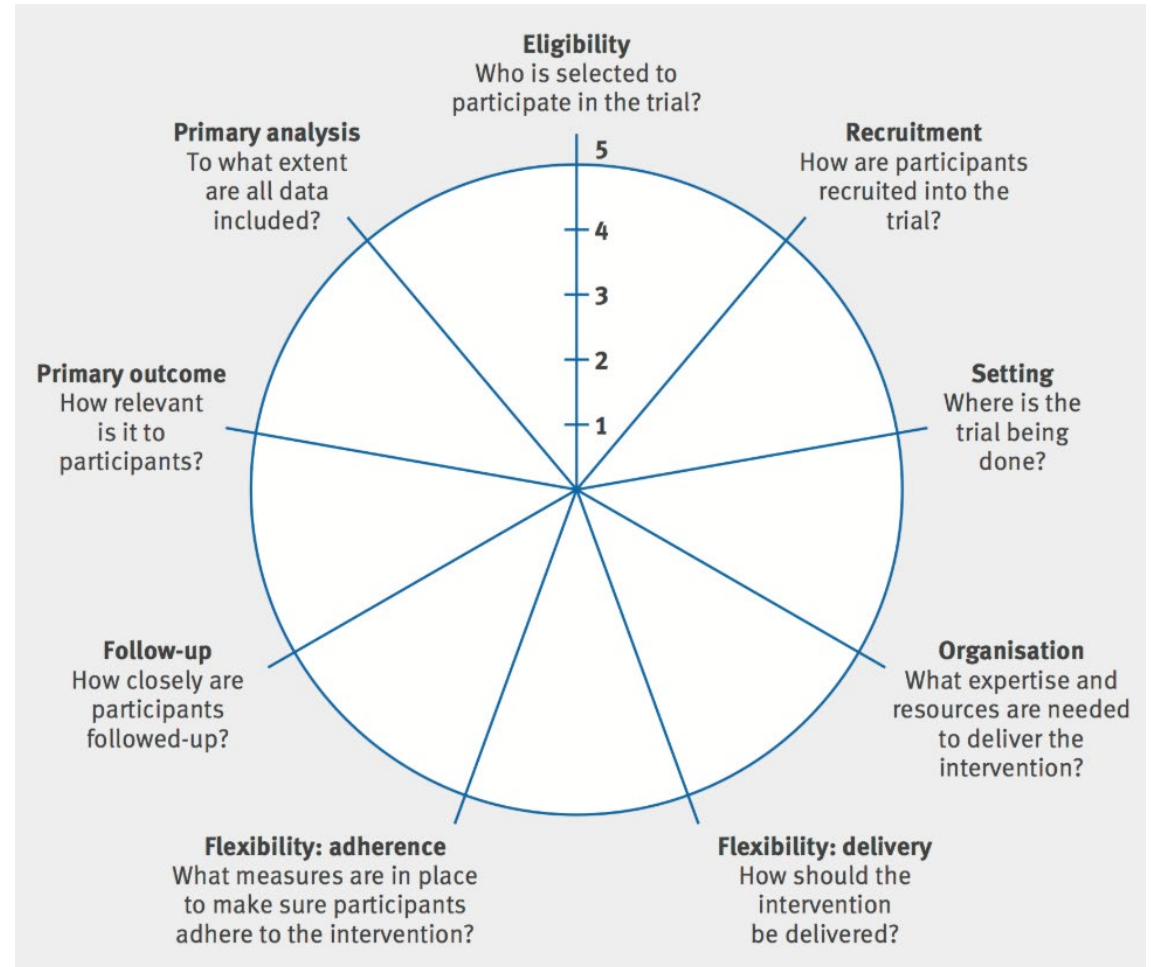 Eligibility
Who is selected to
participate in the trial?
Recruitment
How are participants
recruited into the
trial?
Setting
Where is the
trial being
done?
Organisation
What expertise and
resources are needed
to deliver the
intervention?
Flexibility: delivery
How should the
intervention
be delivered?
Flexibility: adherence
What measures are in place
to make sure participants
adhere to the intervention?
Follow-up
How closely are
participants
followed-up?
Primary outcome
How relevant
is it to
participants?
Primary analysis
To what extent
are all data
included?
5
4
3
2
1